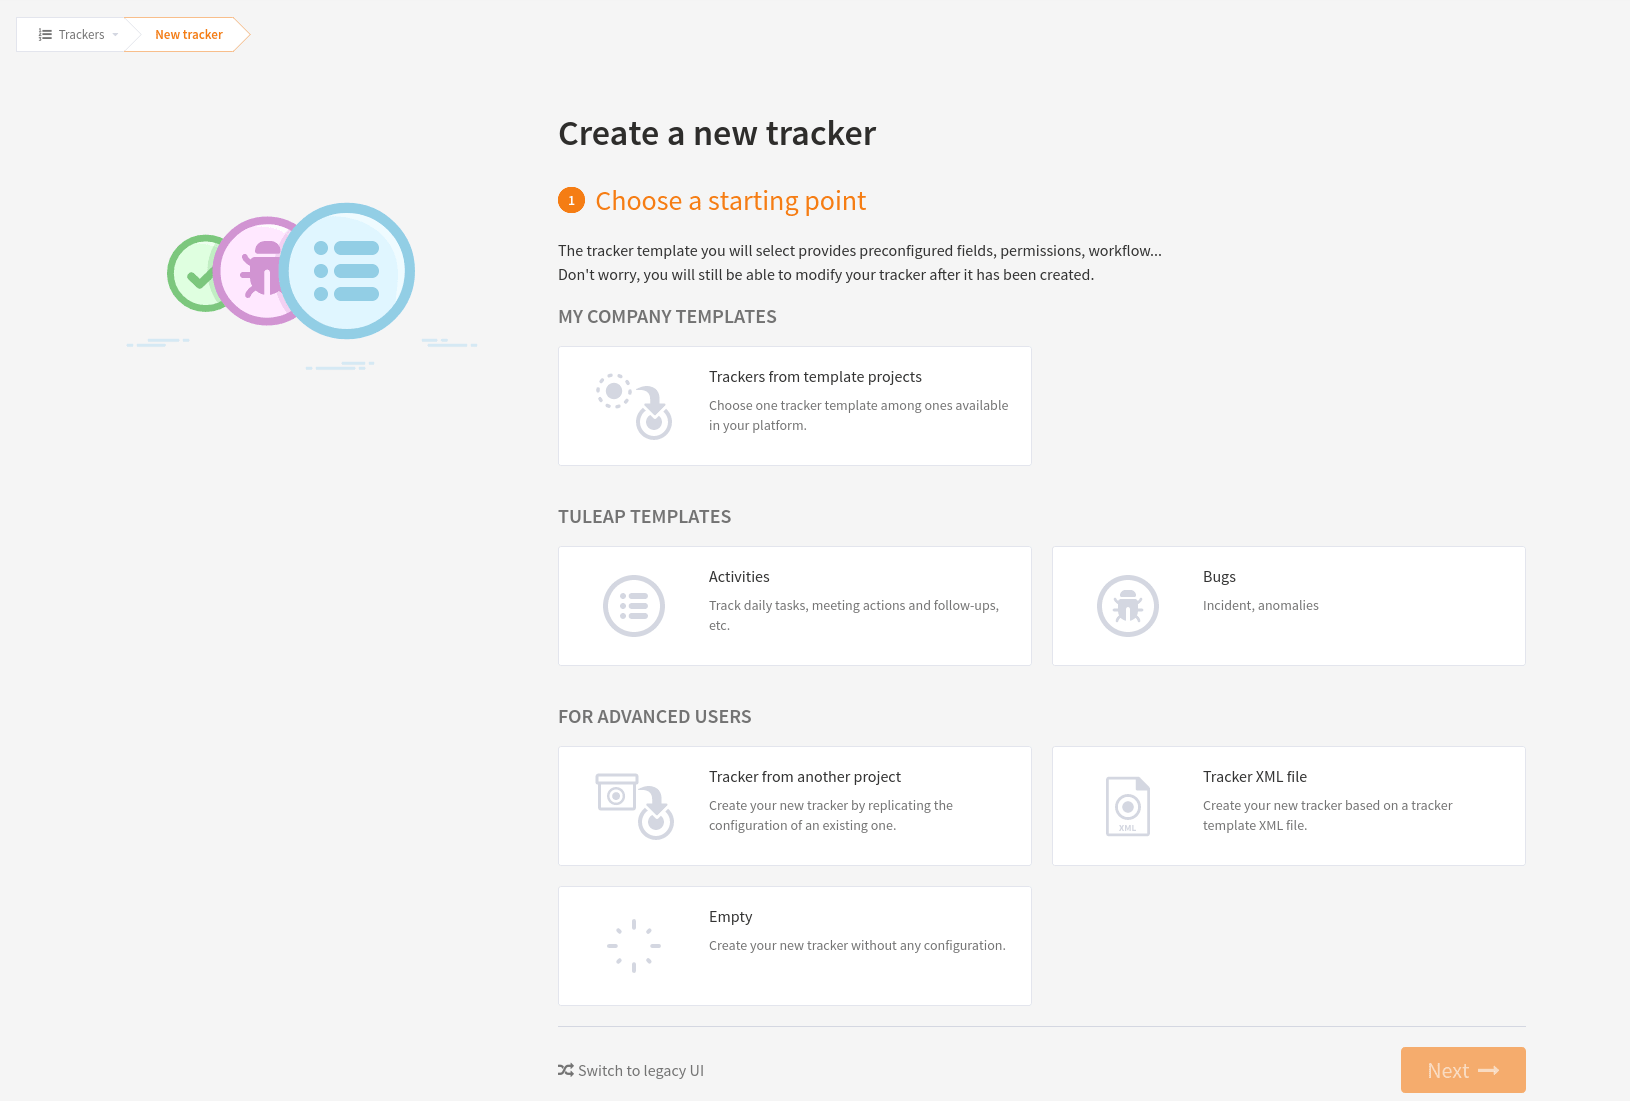 Trackers
New tracker
Create a new tracker
1 Choose a starting point
The tracker template you will select provides preconfigured fields, permissions, workflow...
Don't worry, you will still be able to modify your tracker after it has been created.
MY COMPANY TEMPLATES
Trackers from template projects
Choose one tracker template among ones available
in your platform.
TULEAP TEMPLATES
Activities
Track daily tasks, meeting actions and follow-ups,
etc.
Bugs
Incident, anomalies
FOR ADVANCED USERS
Tracker from another project
Create your new tracker by replicating the
configuration of an existing one.
XML
Tracker XML file
Create your new tracker based on a tracker
template XML file.
Empty
Create your new tracker without any configuration.
Switch to legacy UI
Next